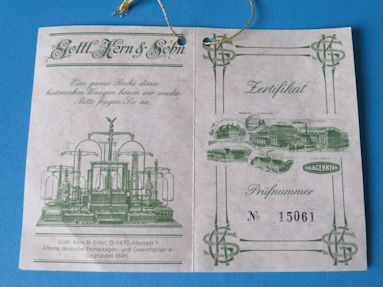 Gottl. Kern & Sohn
Eine ganze Reihe dieser
historischen Waagen bauen wir wieder
Bitte fragen Sie an.
Gottl. Kern & Sohn, D-7470 Albstadt 1
Älteste deutsche Feinwaagen- und Gewichtefabrik
Gegründet 1844
Zertifikat
WAAGENKERN
Prüfnummer
№ 15061